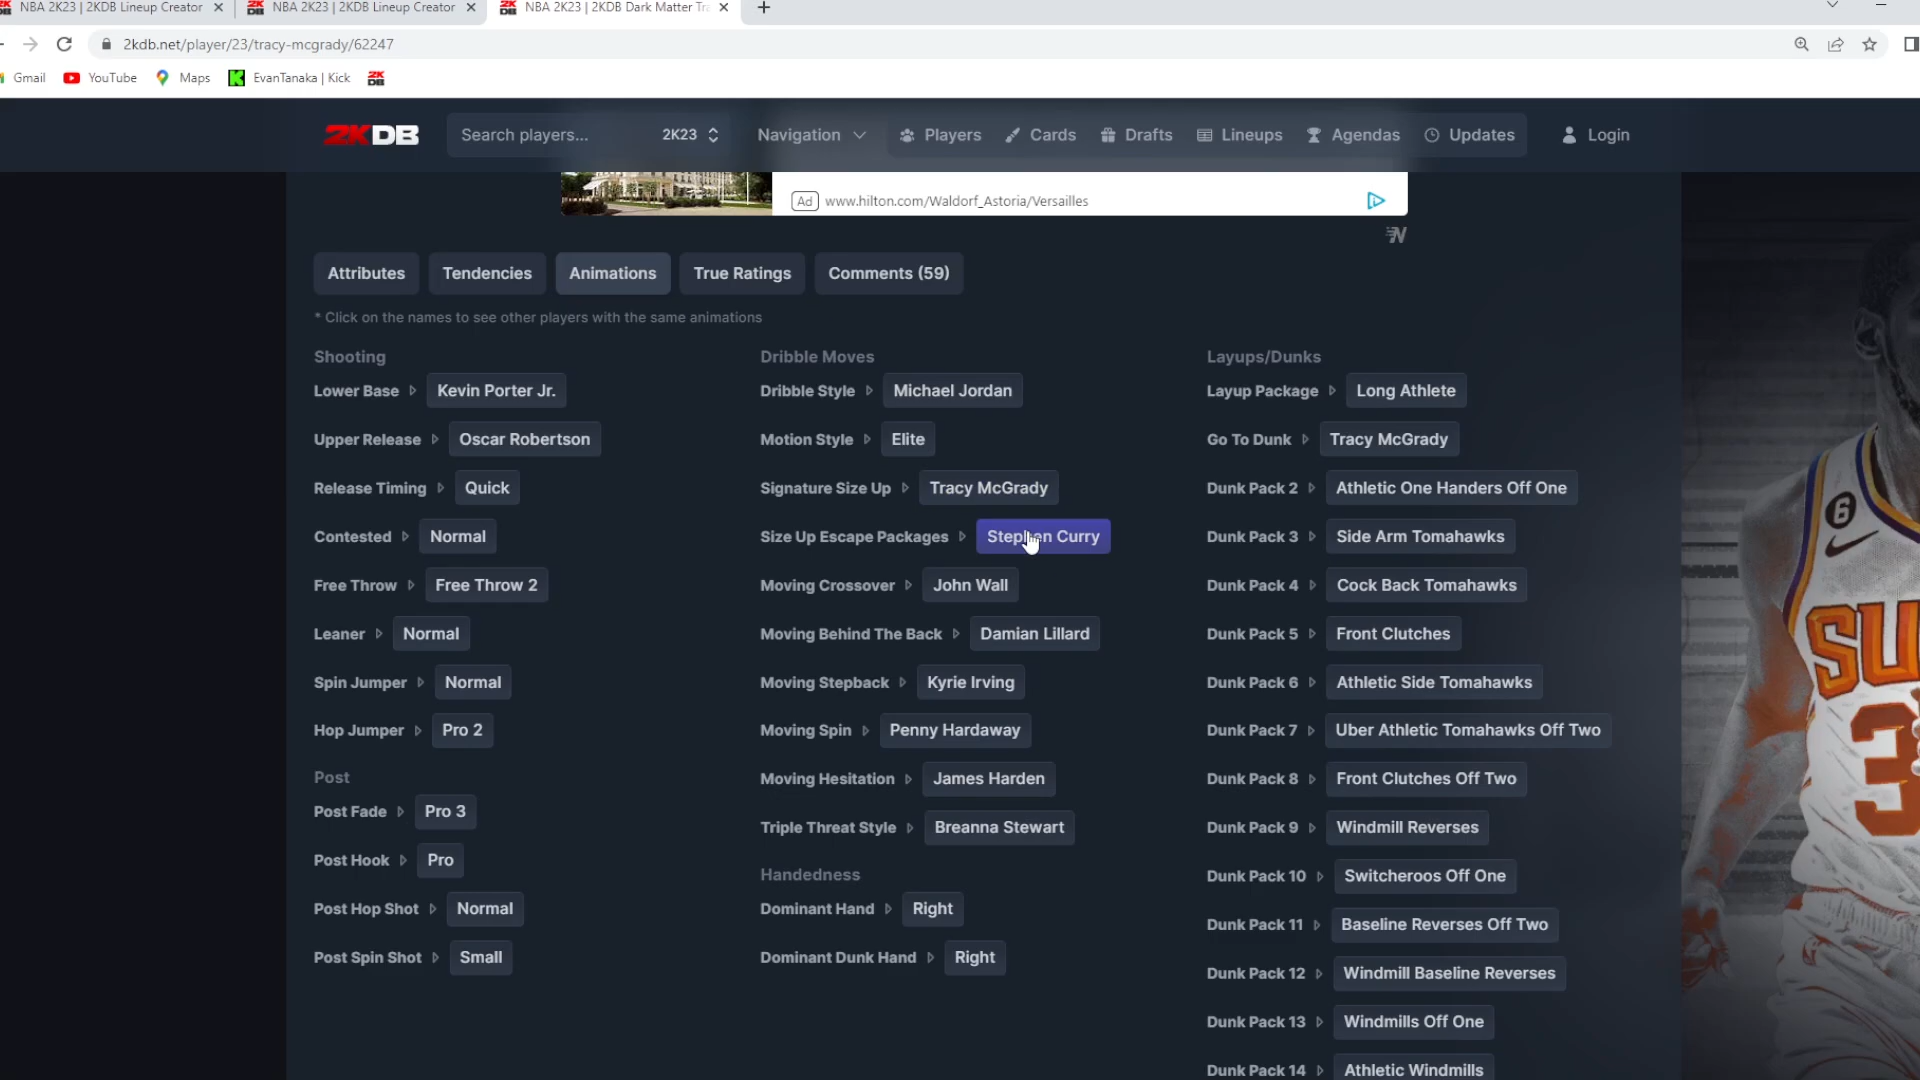 NBA 2K23 | 2KDB Lineup Creator
NBA 2K23 | 2KDB Lineup Creator
NBA 2K23 | 2KDB Dark Matter Tr
2kdb.net/player/23/tracy-mcgrady/62247
Gmail YouTube Maps EvanTanaka | Kick 2K DB
2KDB Search players... 2K23 Navigation Players Cards Drafts Lineups Agendas Updates Login
Ad www.hilton.com/Waldorf_Astoria/Versailles
Attributes Tendencies Animations True Ratings Comments (59)
* Click on the names to see other players with the same animations
Shooting
Lower Base Kevin Porter Jr.
Upper Release Oscar Robertson
Release Timing Quick
Contested Normal
Free Throw Free Throw 2
Leaner Normal
Spin Jumper Normal
Hop Jumper Pro 2
Post
Post Fade Pro 3
Post Hook Pro
Post Hop Shot Normal
Post Spin Shot Small
Dribble Moves
Dribble Style Michael Jordan
Motion Style Elite
Signature Size Up Tracy McGrady
Size Up Escape Packages Stephen Curry
Moving Crossover John Wall
Moving Behind The Back Damian Lillard
Moving Stepback Kyrie Irving
Moving Spin Penny Hardaway
Moving Hesitation James Harden
Triple Threat Style Breanna Stewart
Handedness
Dominant Hand Right
Dominant Dunk Hand Right
Layups/Dunks
Layup Package Long Athlete
Go To Dunk Tracy McGrady
Dunk Pack 2 Athletic One Handers Off One
Dunk Pack 3 Side Arm Tomahawks
Dunk Pack 4 Cock Back Tomahawks
Dunk Pack 5 Front Clutches
Dunk Pack 6 Athletic Side Tomahawks
Dunk Pack 7 Uber Athletic Tomahawks Off Two
Dunk Pack 8 Front Clutches Off Two
Dunk Pack 9 Windmill Reverses
Dunk Pack 10 Switcheroos Off One
Dunk Pack 11 Baseline Reverses Off Two
Dunk Pack 12 Windmill Baseline Reverses
Dunk Pack 13 Windmills Off One
Dunk Pack 14 Athletic Windmills
6
SU
3